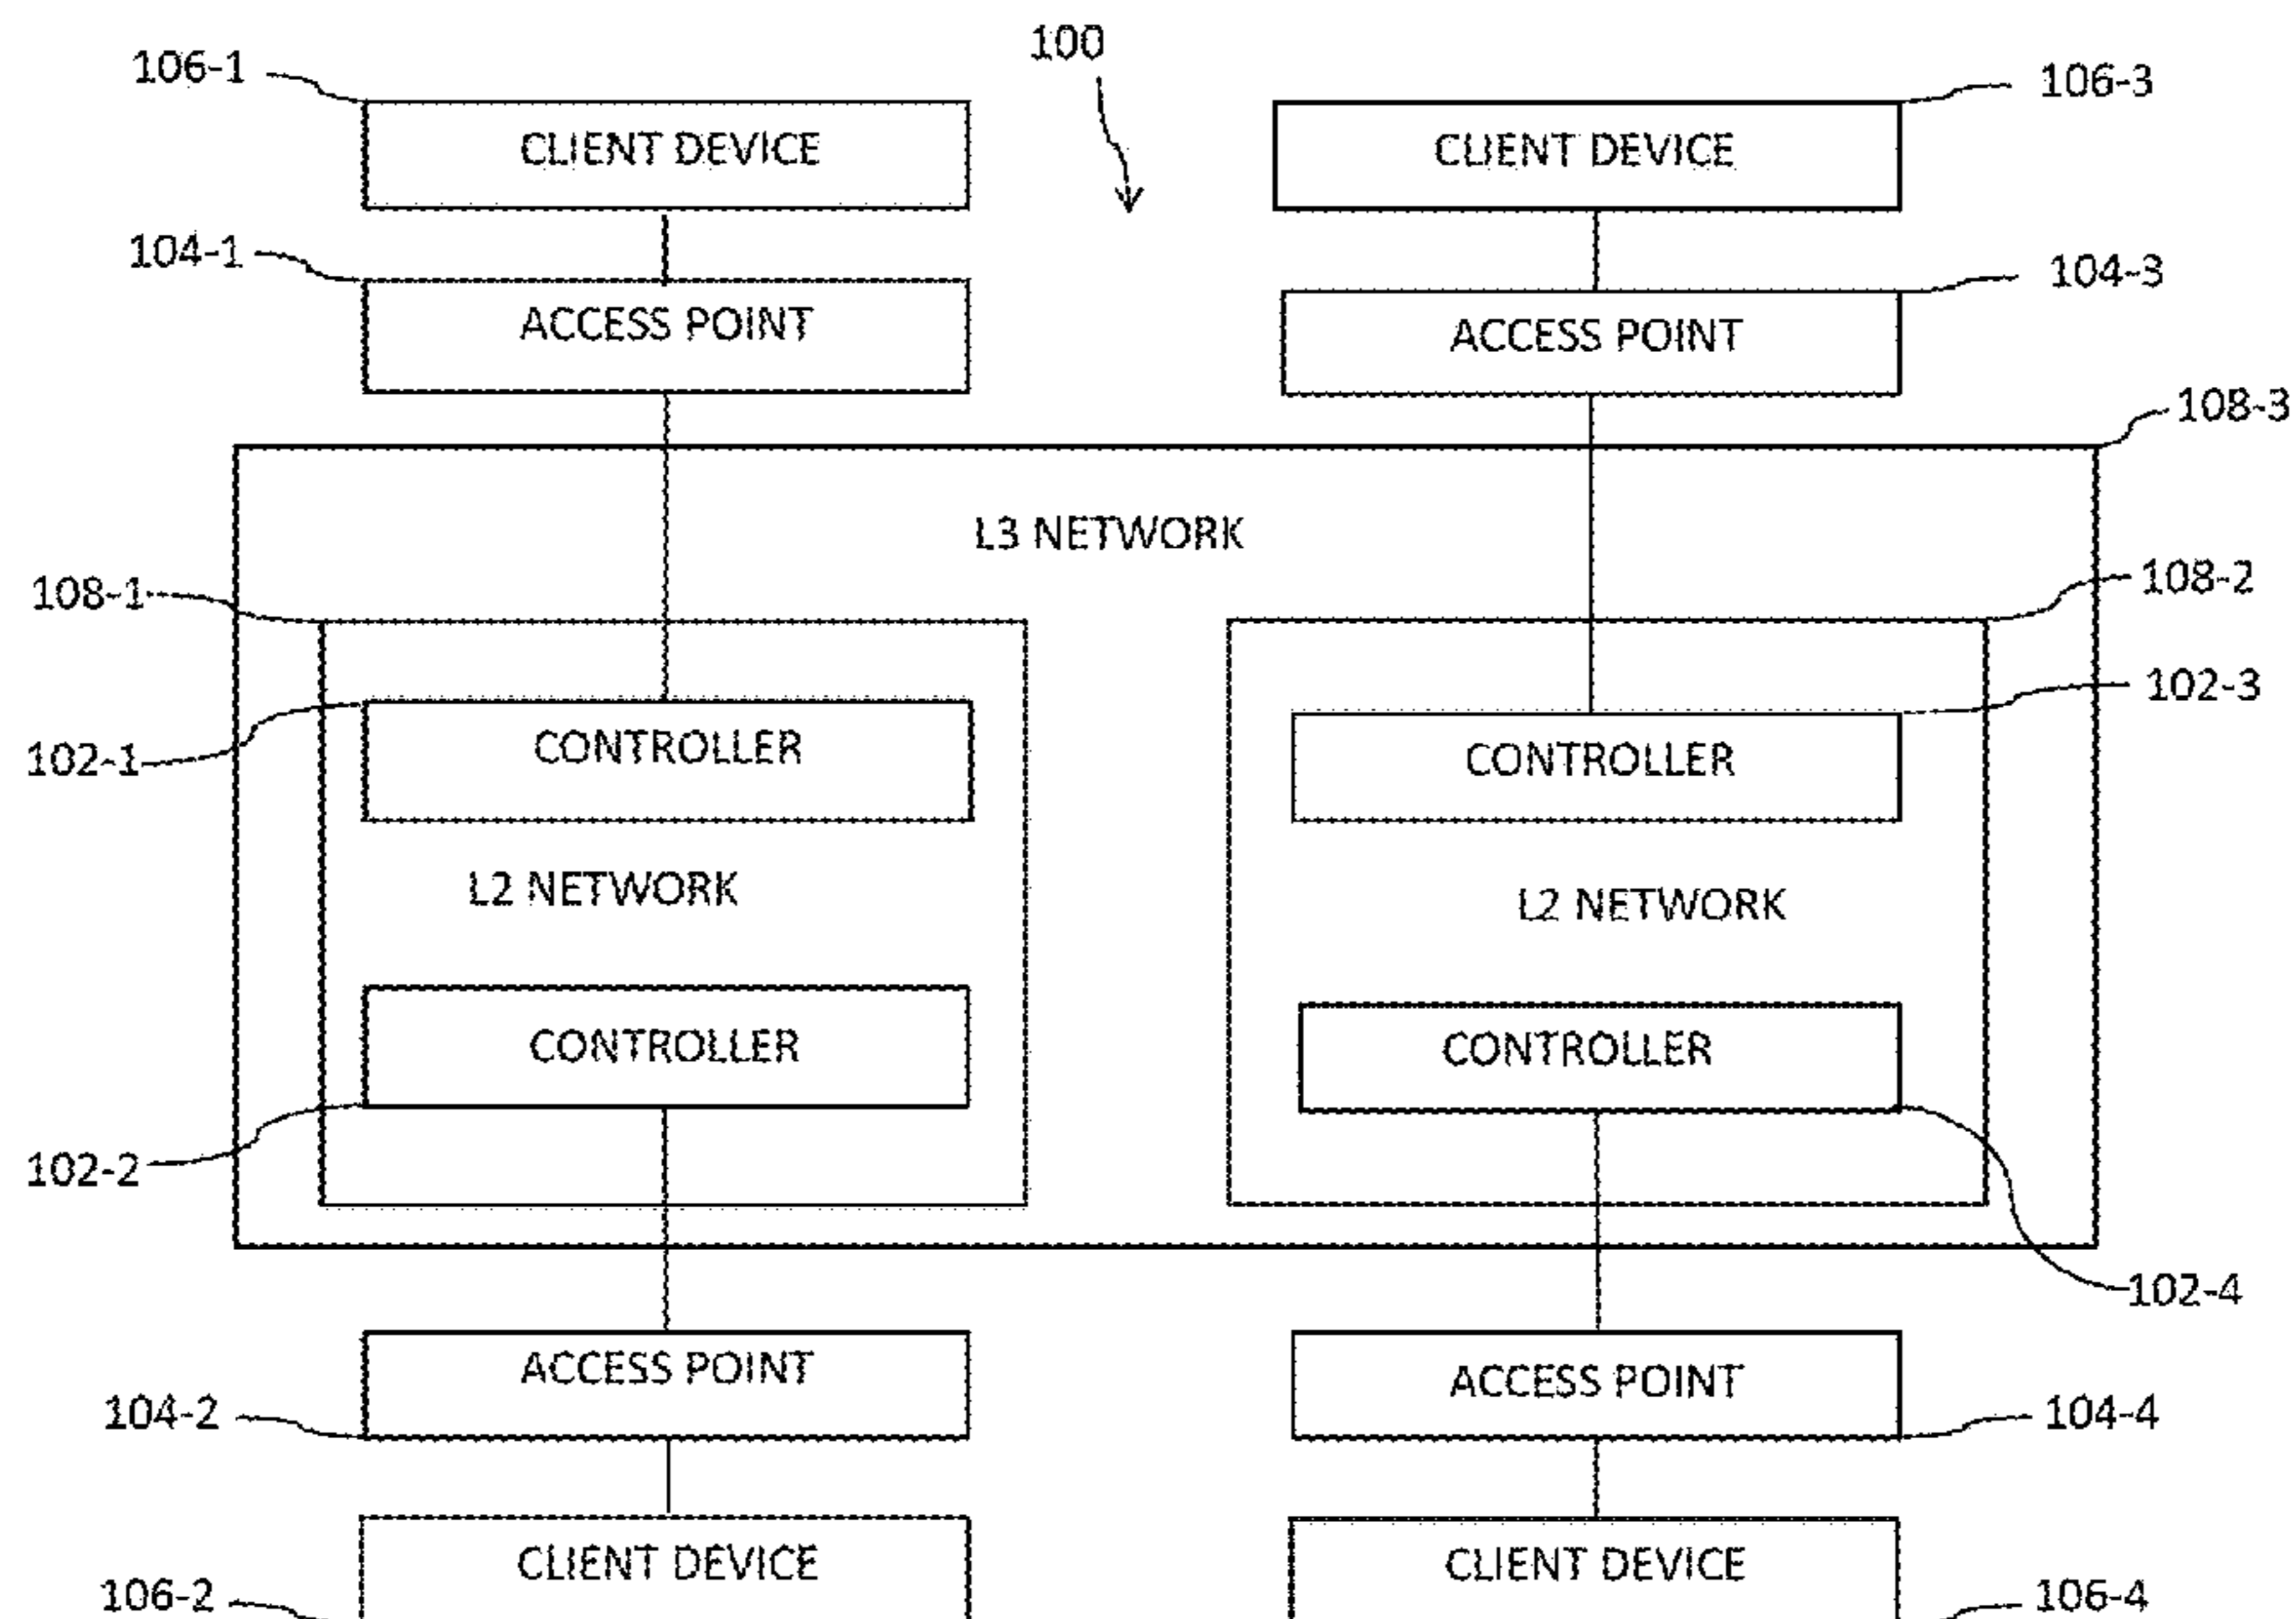 100
106-1
CLIENT DEVICE
106-3
CLIENT DEVICE
104-1
ACCESS POINT
104-3
ACCESS POINT
108-3
L3 NETWORK
108-1
108-2
102-1
CONTROLLER
102-3
CONTROLLER
L2 NETWORK
L2 NETWORK
CONTROLLER
CONTROLLER
102-2
102-4
ACCESS POINT
ACCESS POINT
104-2
104-4
CLIENT DEVICE
CLIENT DEVICE
106-2
106-4